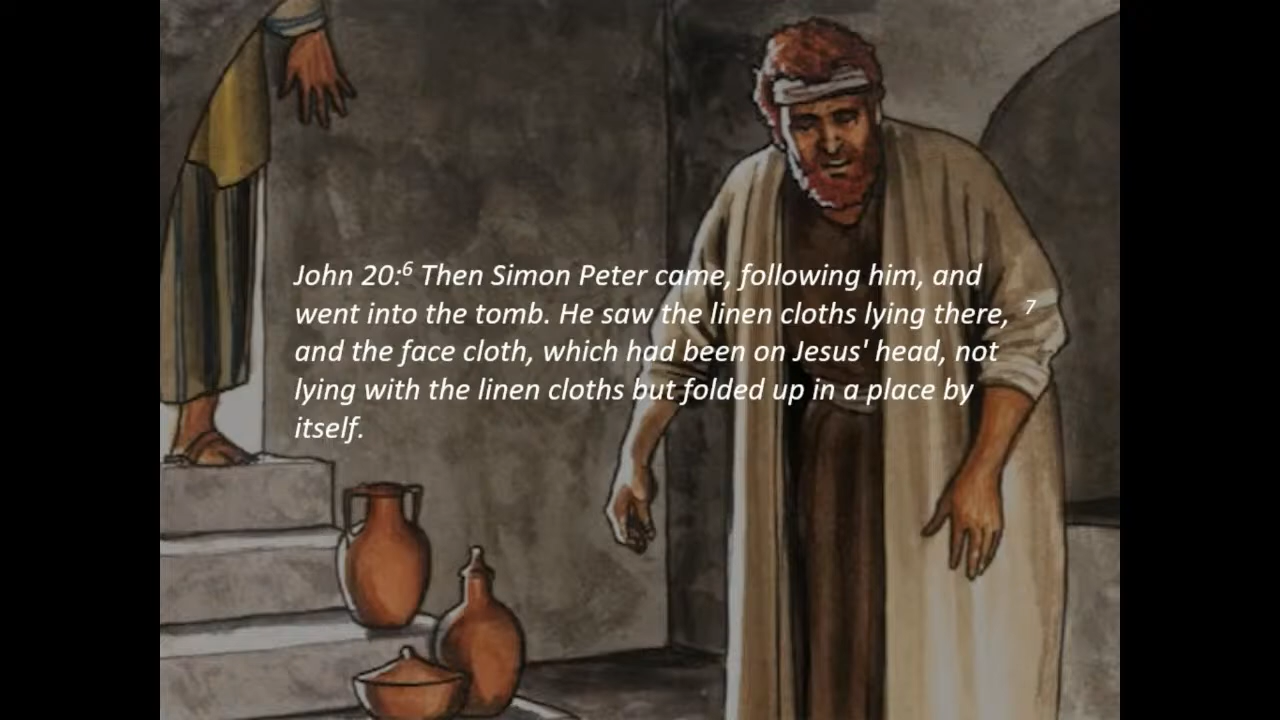 John 20:6 Then Simon Peter came, following him, and
went into the tomb. He saw the linen cloths lying there, 7
and the face cloth, which had been on Jesus' head, not
lying with the linen cloths but folded up in a place by
itself.